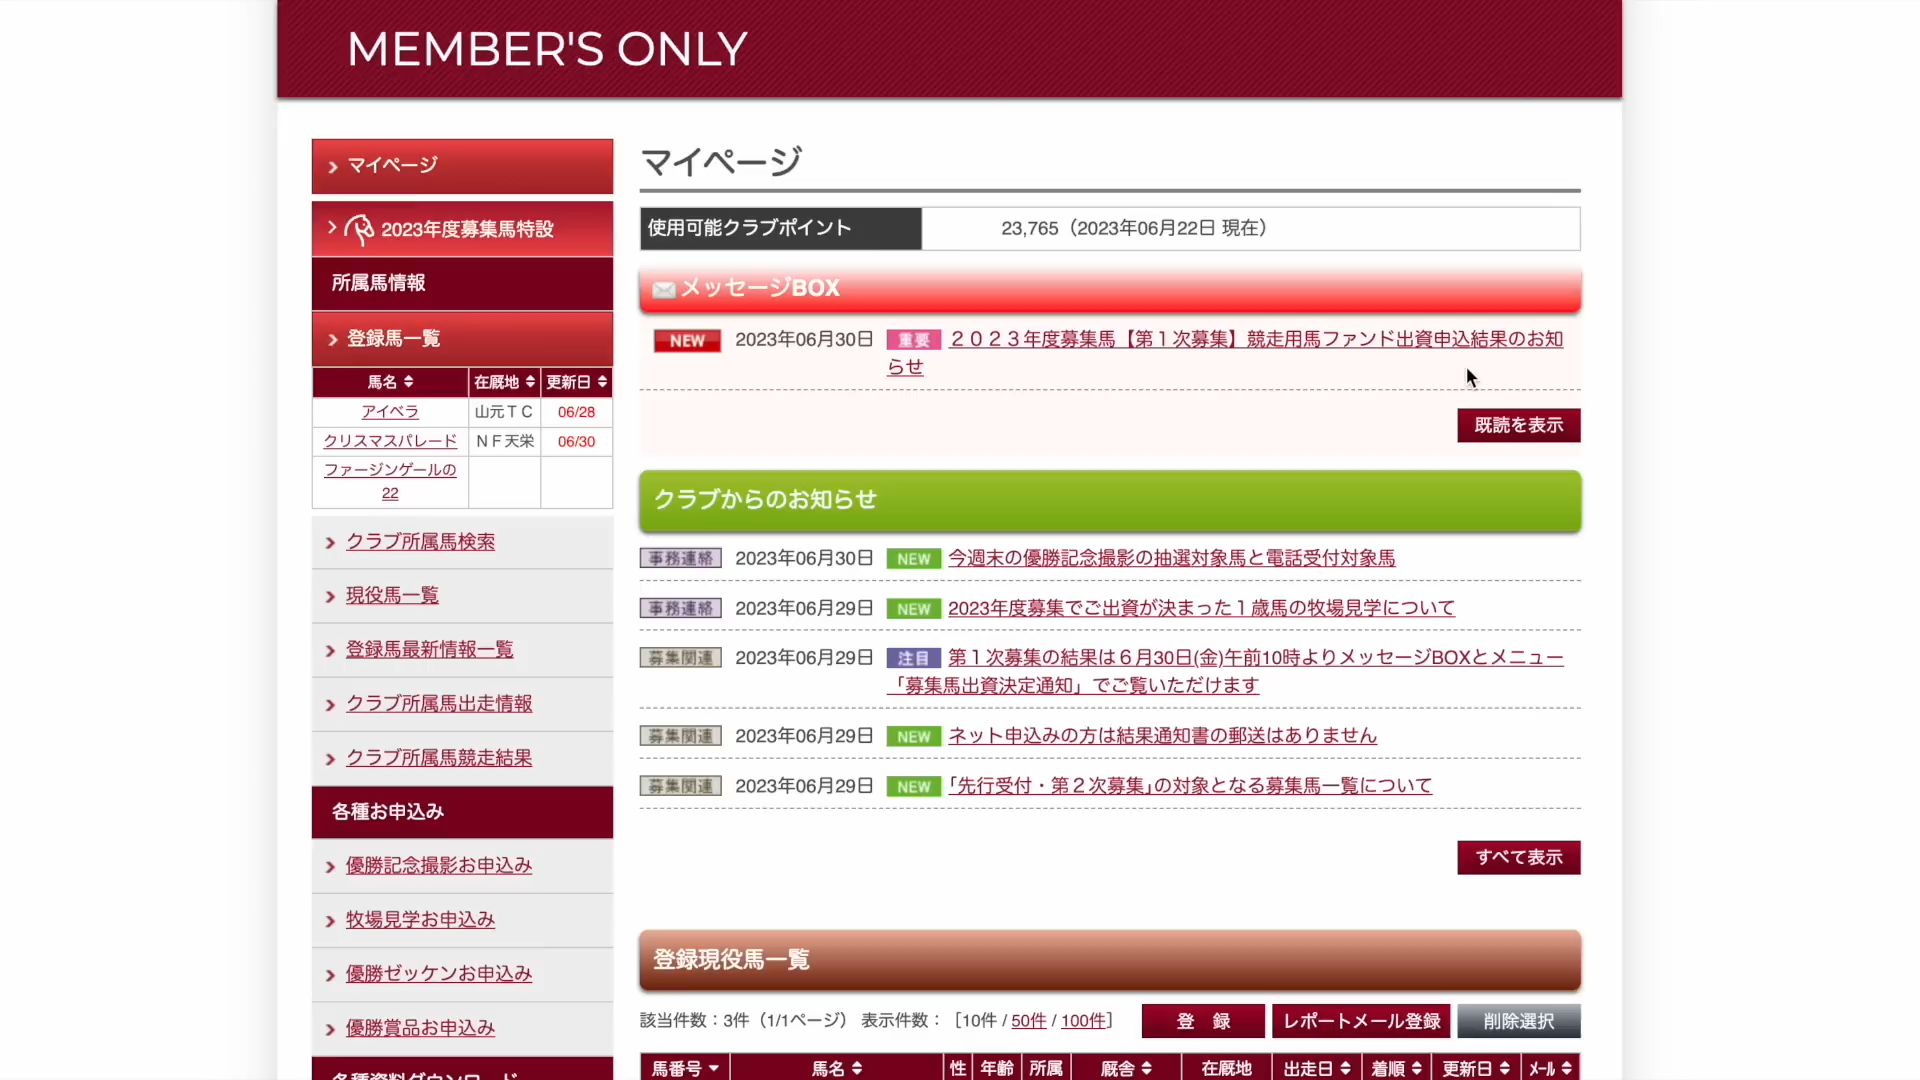 MEMBER'S ONLY
マイページ
2023年度募集馬特設
所属馬情報
登録馬一覧
馬名 在厩地 更新日
アイベラ 山元TC 06/28
クリスマスパレード NF天栄 06/30
ファージンゲールの
22
クラブ所属馬検索
現役馬一覧
登録馬最新情報一覧
クラブ所属馬出走情報
クラブ所属馬競走結果
各種お申込み
優勝記念撮影お申込み
牧場見学お申込み
優勝ゼッケンお申込み
優勝賞品お申込み
各種資料ダウンロード
マイページ
使用可能クラブポイント 23,765（2023年06月22日 現在）
メッセージBOX
NEW 2023年06月30日 重要 ２０２３年度募集馬【第１次募集】競走用馬ファンド出資申込結果のお知
らせ
既読を表示
クラブからのお知らせ
事務連絡 2023年06月30日 NEW 今週末の優勝記念撮影の抽選対象馬と電話受付対象馬
事務連絡 2023年06月29日 NEW 2023年度募集でご出資が決まった１歳馬の牧場見学について
募集関連 2023年06月29日 注目 第１次募集の結果は６月30日(金)午前10時よりメッセージBOXとメニュー
「募集馬出資決定通知」でご覧いただけます
募集関連 2023年06月29日 NEW ネット申込みの方は結果通知書の郵送はありません
募集関連 2023年06月29日 NEW ｢先行受付・第２次募集｣の対象となる募集馬一覧について
すべて表示
登録現役馬一覧
該当件数：3件（1/1ページ） 表示件数：［10件 / 50件 / 100件］ 登　録 レポートメール登録 削除選択
馬番号 馬名 性 年齢 所属 厩舎 在厩地 出走日 着順 更新日 ﾒｰﾙ